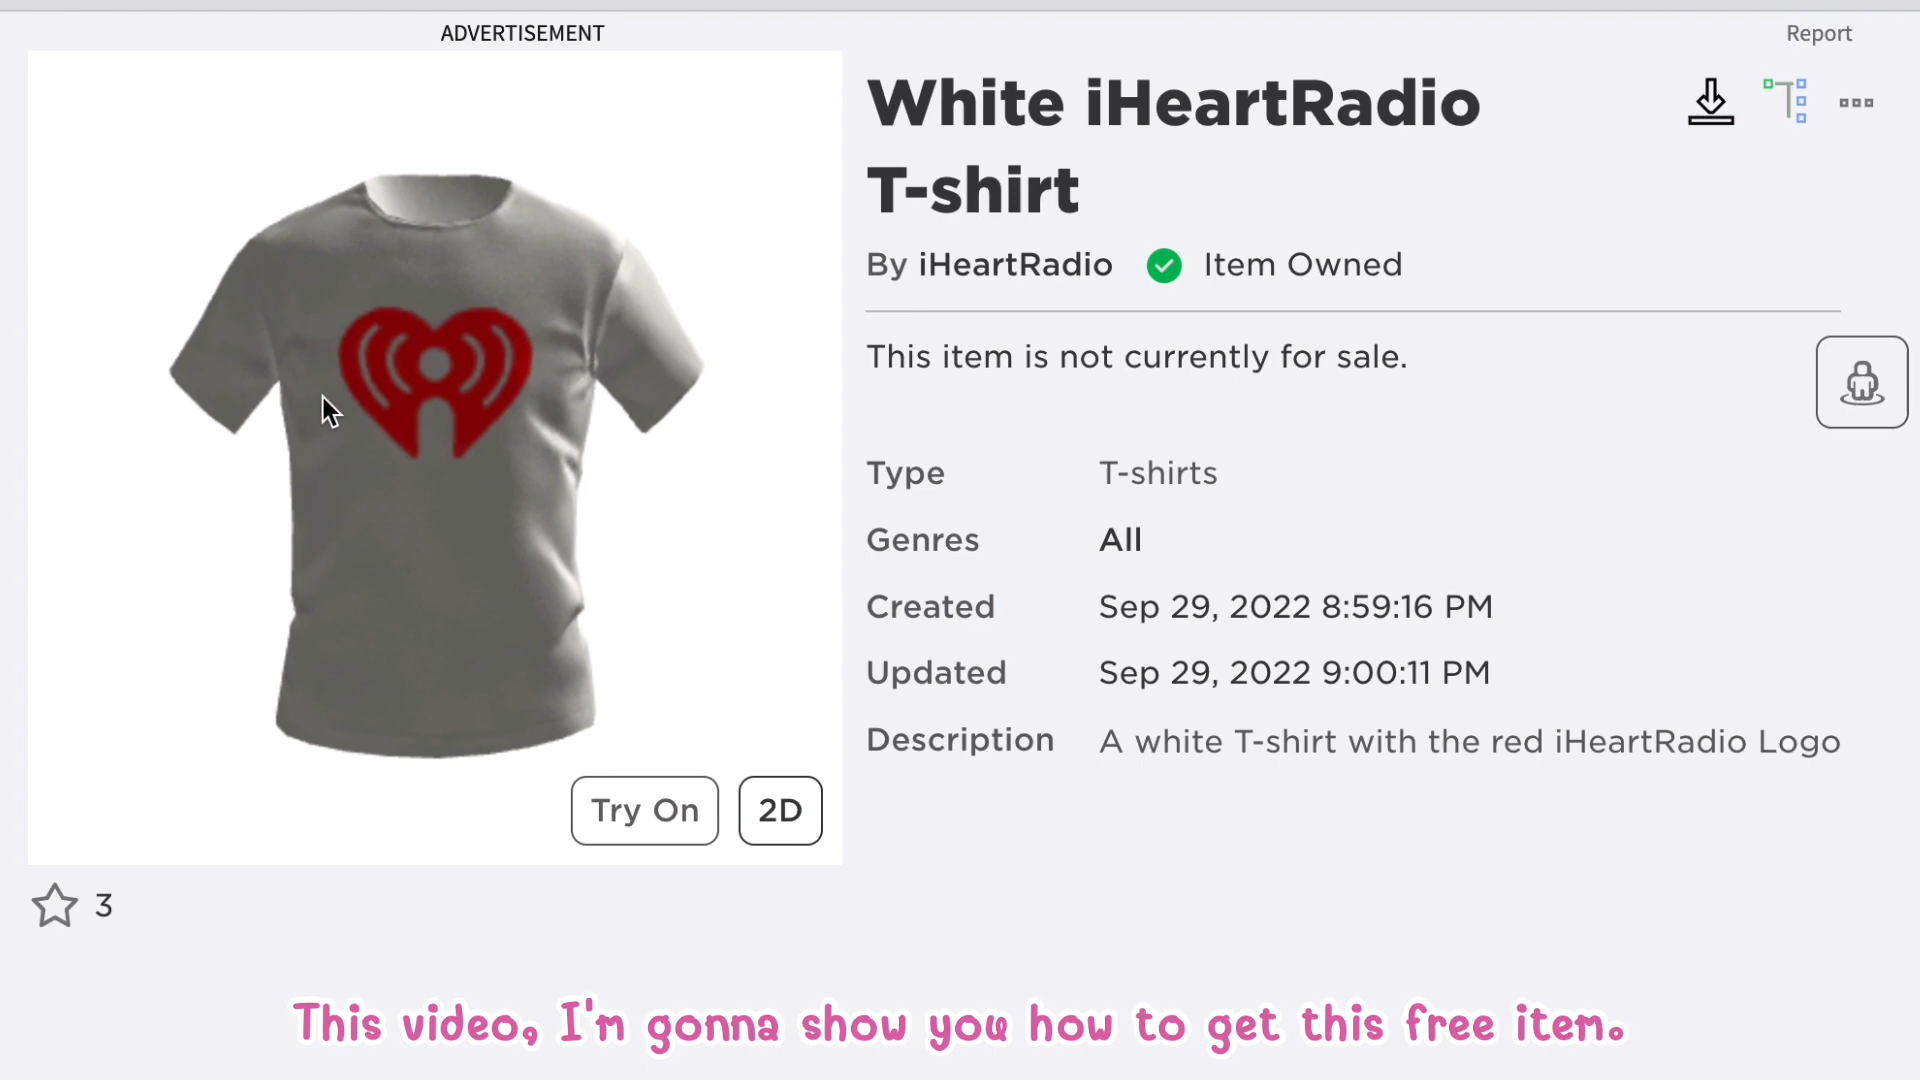 ADVERTISEMENT
Report
White iHeartRadio
T-shirt
By iHeartRadio Item Owned
This item is not currently for sale.
Type T-shirts
Genres All
Created Sep 29, 2022 8:59:16 PM
Updated Sep 29, 2022 9:00:11 PM
Description A white T-shirt with the red iHeartRadio Logo
Try On 2D
3
This video, I'm gonna show you how to get this free item.